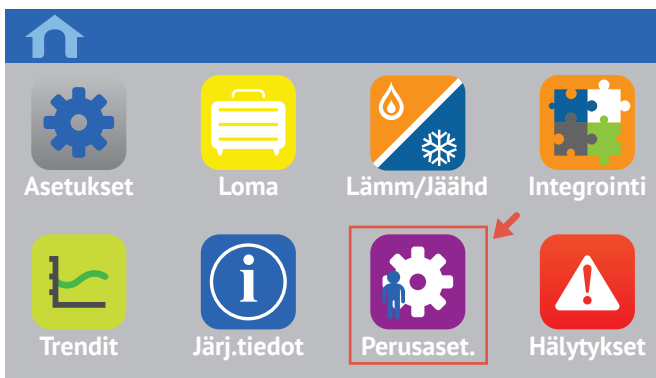 Asetukset
Loma
Lämm/Jäähd
Integrointi
Trendit
Järj.tiedot
Perusaset.
Hälytykset